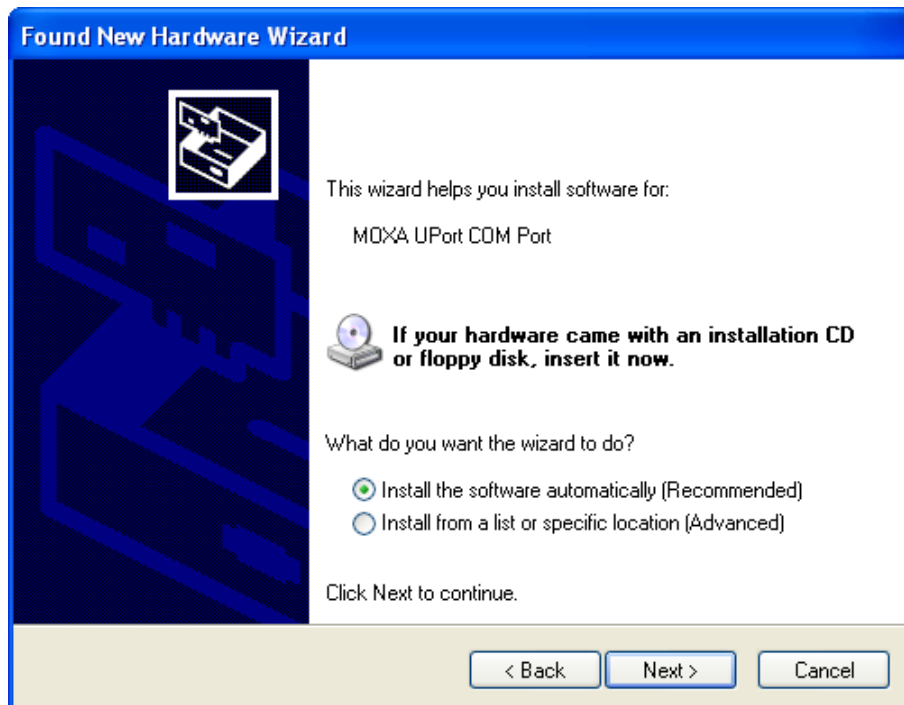 Found New Hardware Wizard
This wizard helps you install software for:
MOXA UPort COM Port
If your hardware came with an installation CD
or floppy disk, insert it now.
What do you want the wizard to do?
Install the software automatically (Recommended)
Install from a list or specific location (Advanced)
Click Next to continue.
< Back
Next >
Cancel